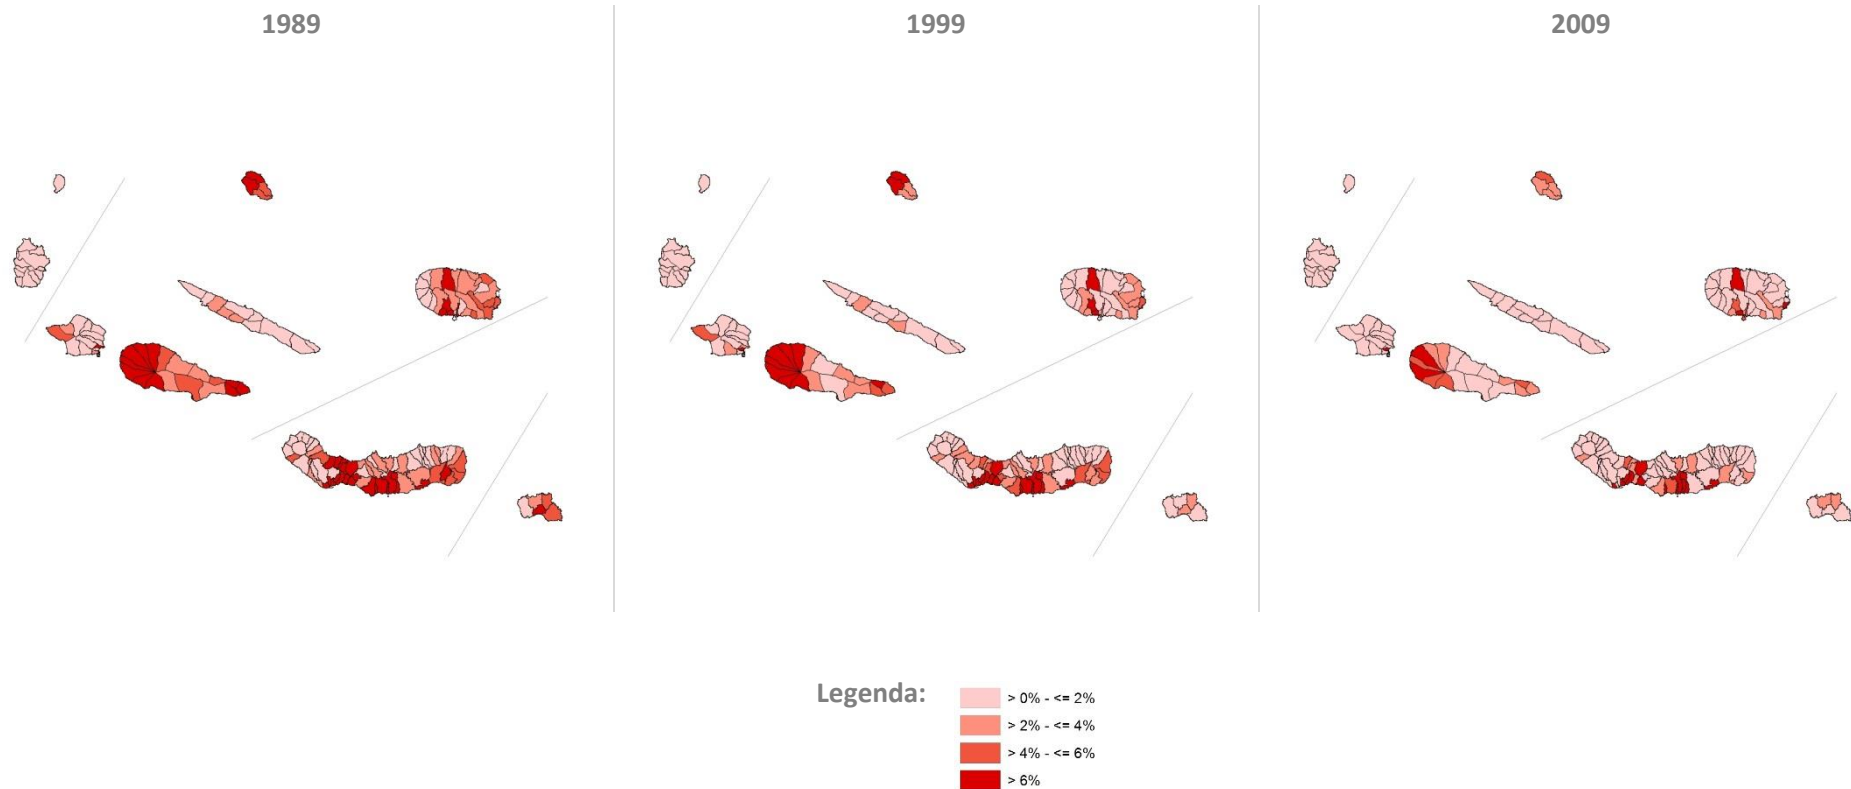 1989
1999
2009
Legenda:
> 0% - <= 2%
> 2% - <= 4%
> 4% - <= 6%
> 6%